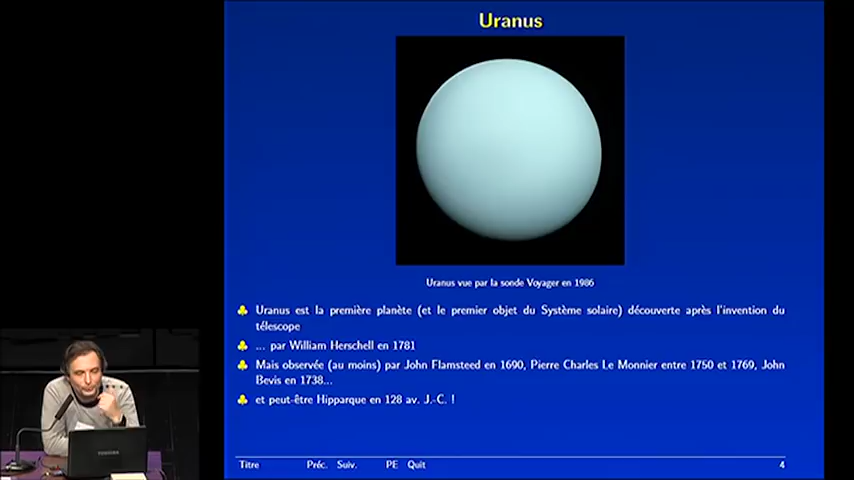 Uranus
Uranus vue par la sonde Voyager en 1986
Uranus est la première planète (et le premier objet du Système solaire) découverte après l'invention du
télescope
... par William Herschell en 1781
Mais observée (au moins) par John Flamsteed en 1690, Pierre Charles Le Monnier entre 1750 et 1769, John
Bevis en 1738...
et peut-être Hipparque en 128 av. J.-C. !
Titre Préc. Suiv. PE Quit 4
TOSHIBA